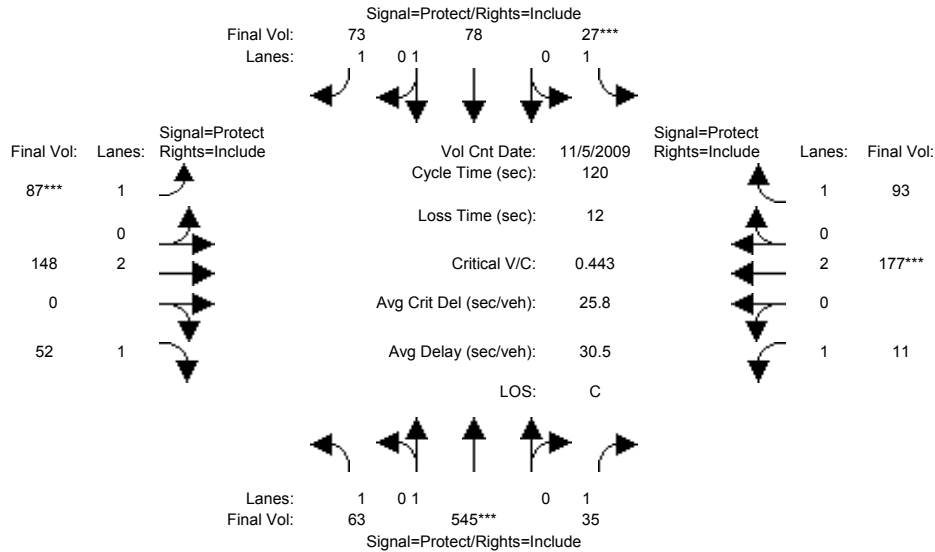 Signal=Protect/Rights=Include
Final Vol: 73 78 27***
Lanes: 1 0 1 0 1
Signal=Protect
Final Vol: Lanes: Rights=Include
Vol Cnt Date: 11/5/2009
Signal=Protect
Rights=Include Lanes: Final Vol:
Cycle Time (sec): 120
87*** 1
1 93
Loss Time (sec): 12
0
0
148 2
Critical V/C: 0.443
2 177***
0
Avg Crit Del (sec/veh): 25.8
0
52 1
Avg Delay (sec/veh): 30.5
1 11
LOS: C
Lanes: 1 0 1 0 1
Final Vol: 63 545*** 35
Signal=Protect/Rights=Include